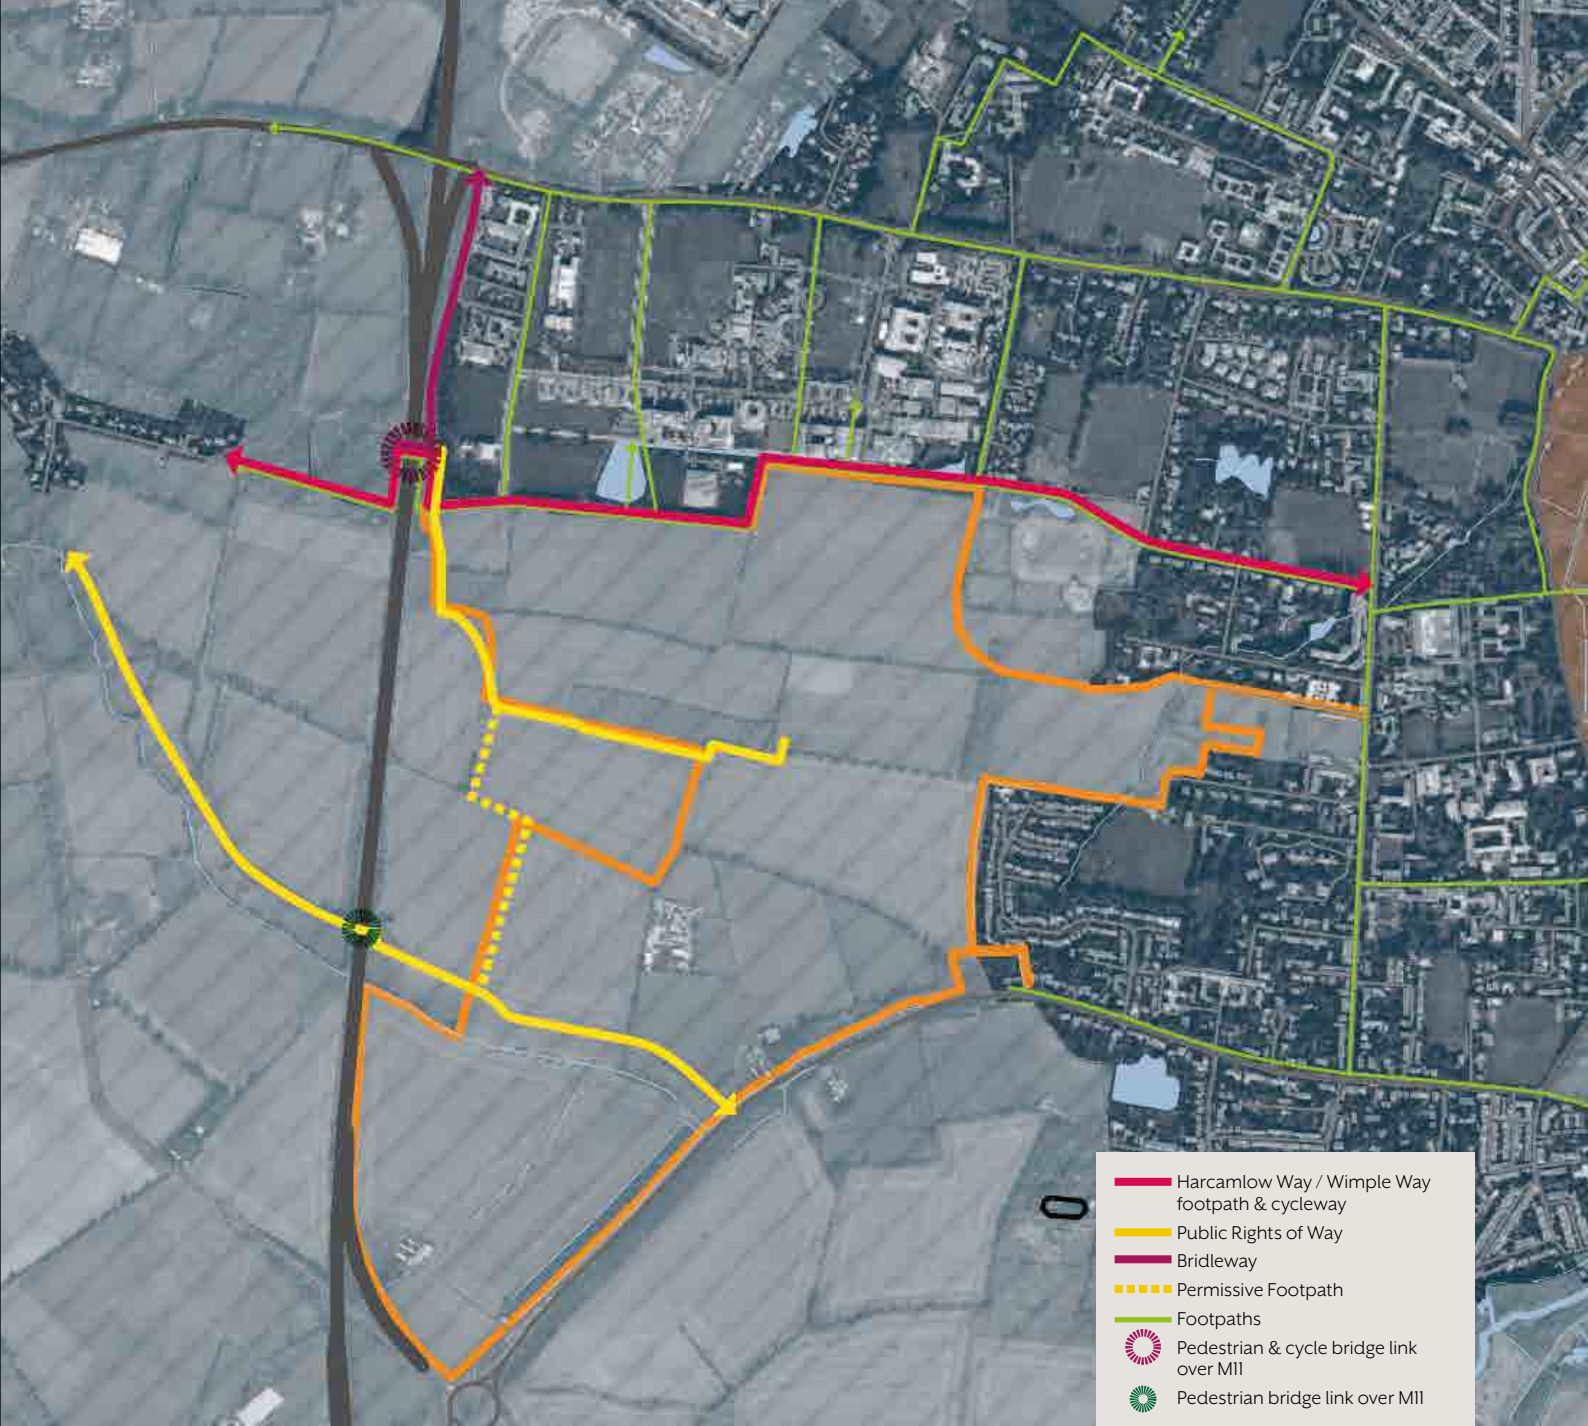 Harcamlow Way / Wimple Way
footpath & cycleway
Public Rights of Way
Bridleway
Permissive Footpath
Footpaths
Pedestrian & cycle bridge link
over M11
Pedestrian bridge link over M11